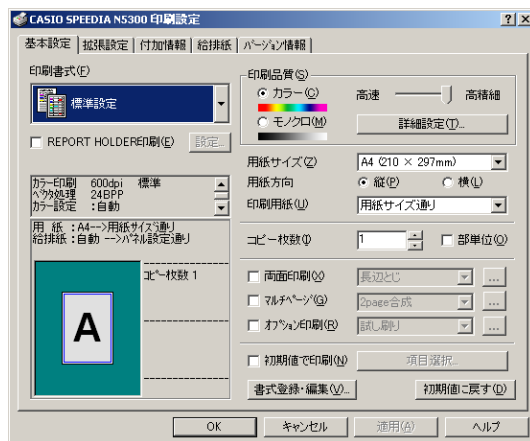 CASIO SPEEDIA N5300 印刷設定
基本設定 拡張設定 付加情報 給排紙 バージョン情報
印刷書式(F)
標準設定
REPORT HOLDER印刷(E) 設定...
カラー印刷 600dpi 標準
ベクタ処理 24BPP
カラー設定 :自動
用 紙 :A4-->用紙サイズ通り
給排紙:自動 -->パネル設定通り
コピー枚数 1
A
印刷品質(S)
カラー(C)
モノクロ(M)
高速 高精細
詳細設定(T)...
用紙サイズ(Z) A4 (210 × 297mm)
用紙方向 縦(P) 横(L)
印刷用紙(U) 用紙サイズ通り
コピー枚数(I) 1 部単位(O)
両面印刷(X) 長辺とじ ...
マルチページ(G) 2page合成 ...
オプション印刷(R) 試し刷り ...
初期値で印刷(N) 項目選択...
書式登録・編集(V)... 初期値に戻す(D)
OK キャンセル 適用(A) ヘルプ